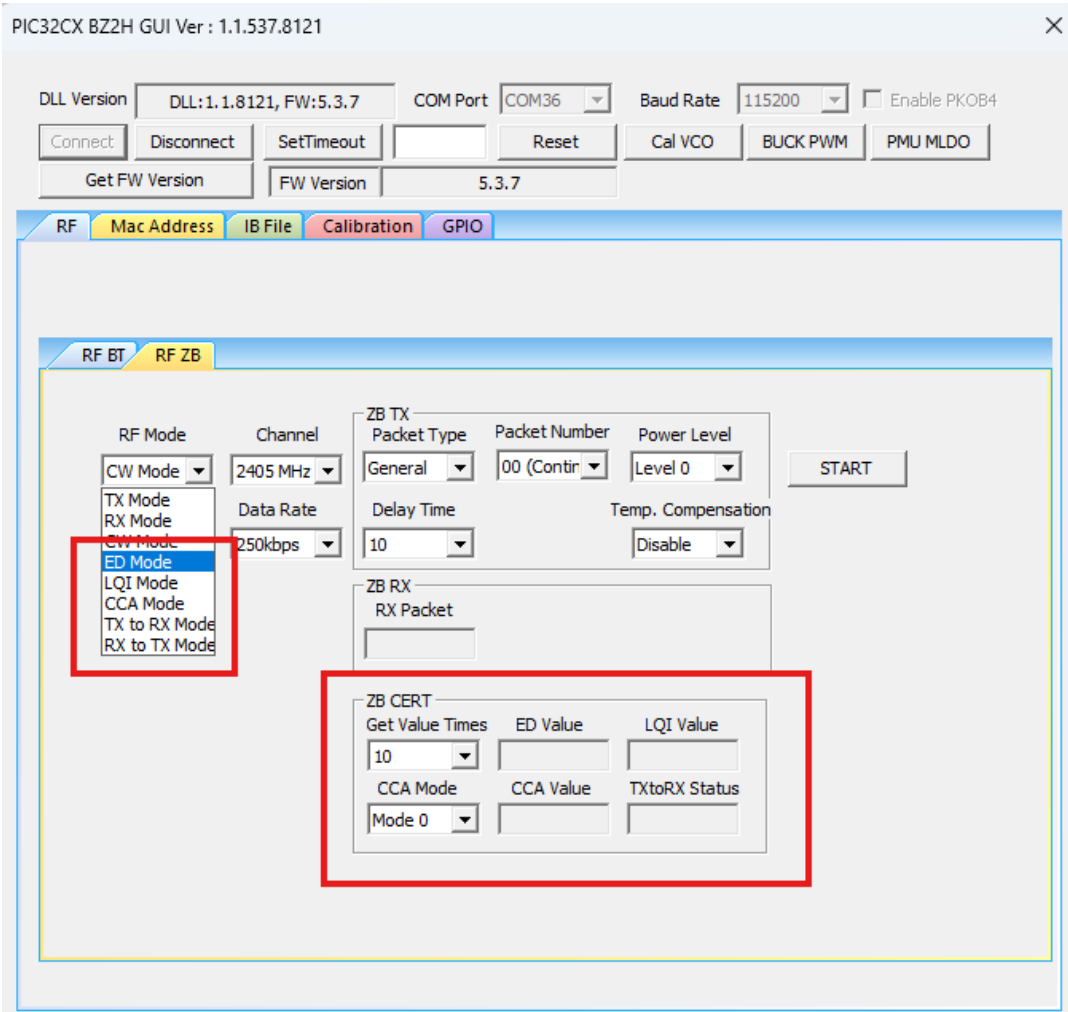 PIC32CX BZ2H GUI Ver : 1.1.537.8121
DLL Version DLL:1.1.8121, FW:5.3.7 COM Port COM36 Baud Rate 115200 Enable PKOB4
Connect Disconnect SetTimeout Reset Cal VCO BUCK PWM PMU MLDO
Get FW Version FW Version 5.3.7
RF Mac Address IB File Calibration GPIO
RF BT RF ZB
ZB TX
RF Mode Channel Packet Type Packet Number Power Level
CW Mode 2405 MHz General 00 (Contin Level 0 START
TX Mode
RX Mode
CW Mode
ED Mode
LQI Mode
CCA Mode
TX to RX Mode
RX to TX Mode
Data Rate Delay Time Temp. Compensation
250kbps 10 Disable
ZB RX
RX Packet
ZB CERT
Get Value Times ED Value LQI Value
10
CCA Mode CCA Value TXtoRX Status
Mode 0